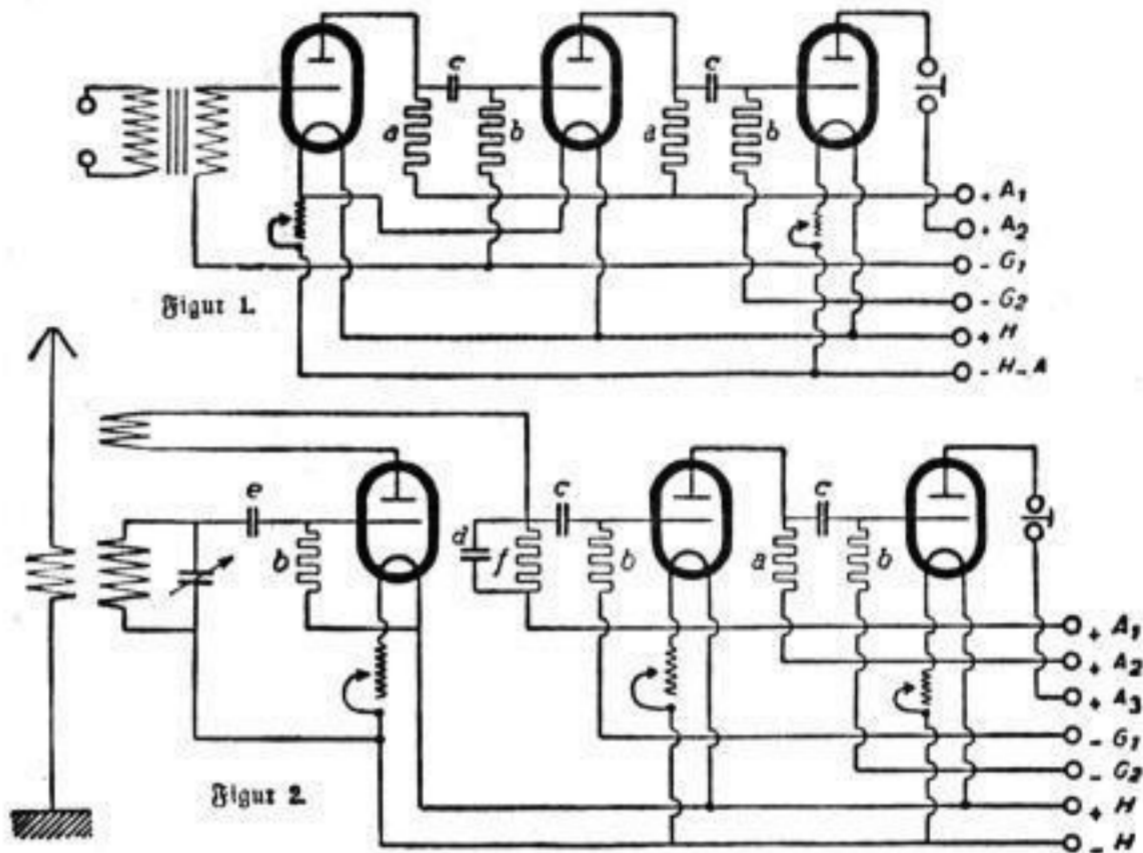 c c
a b a b
+ A1
+ A2
- G1
Figur 1.
- G2
+ H
- H-A
e c c
d
b f b a b
+ A1
+ A2
+ A3
- G1
Figur 2.
- G2
+ H
- H